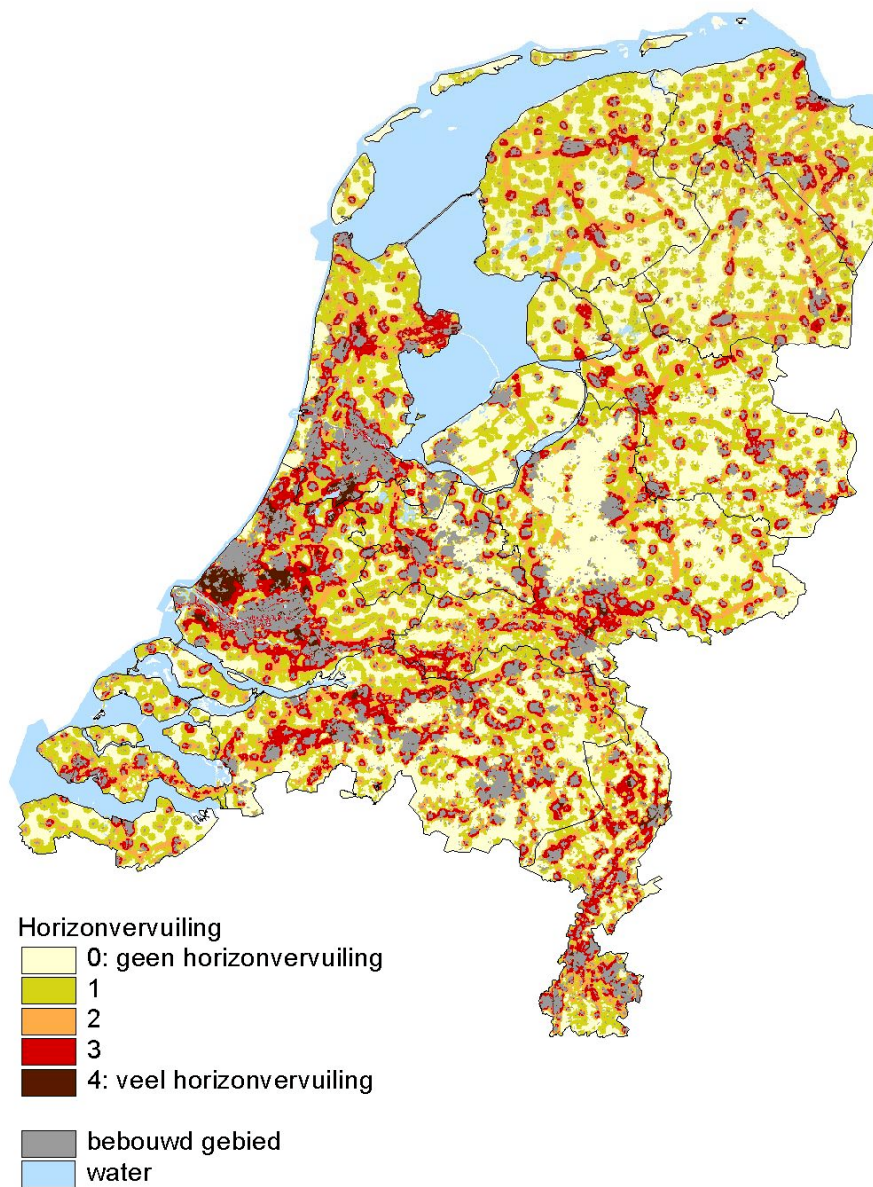 Horizonvervuiling
0: geen horizonvervuiling
1
2
3
4: veel horizonvervuiling
bebouwd gebied
water